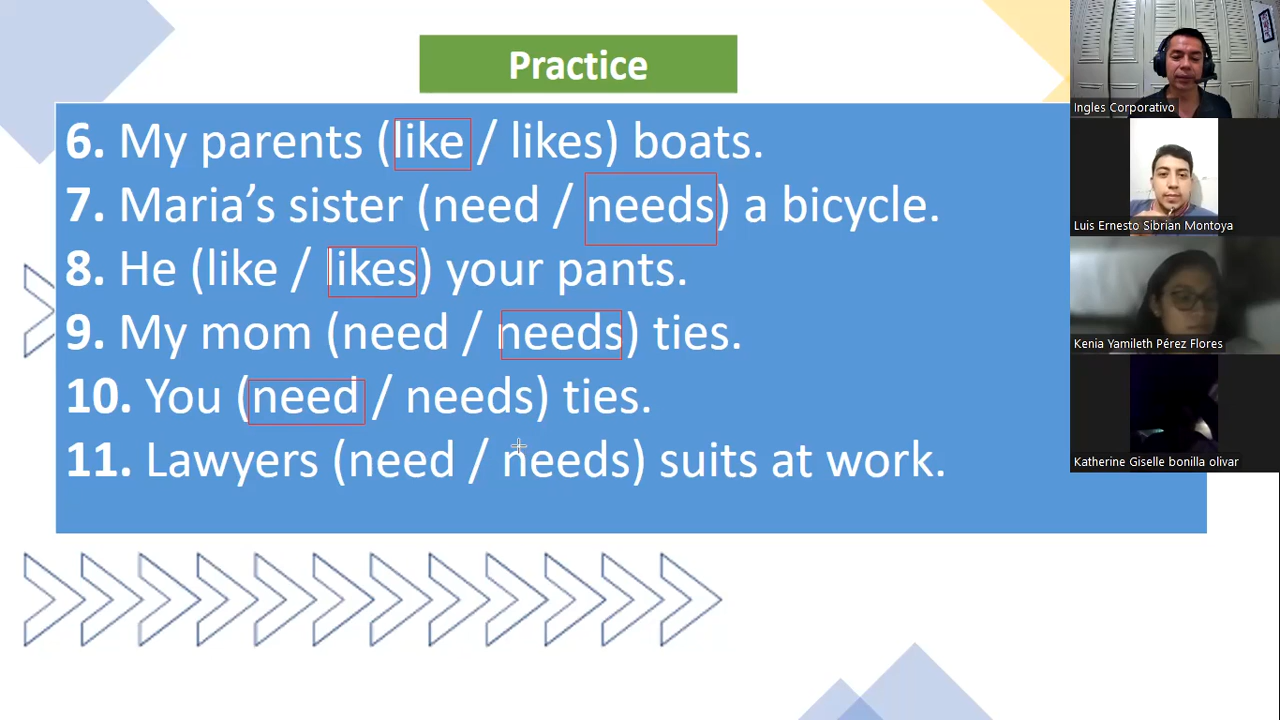 Practice
6. My parents (like / likes) boats.
7. Maria’s sister (need / needs) a bicycle.
8. He (like / likes) your pants.
9. My mom (need / needs) ties.
10. You (need / needs) ties.
11. Lawyers (need / needs) suits at work.
Ingles Corporativo
Luis Ernesto Sibrian Montoya
Kenia Yamileth Pérez Flores
Katherine Giselle bonilla olivar